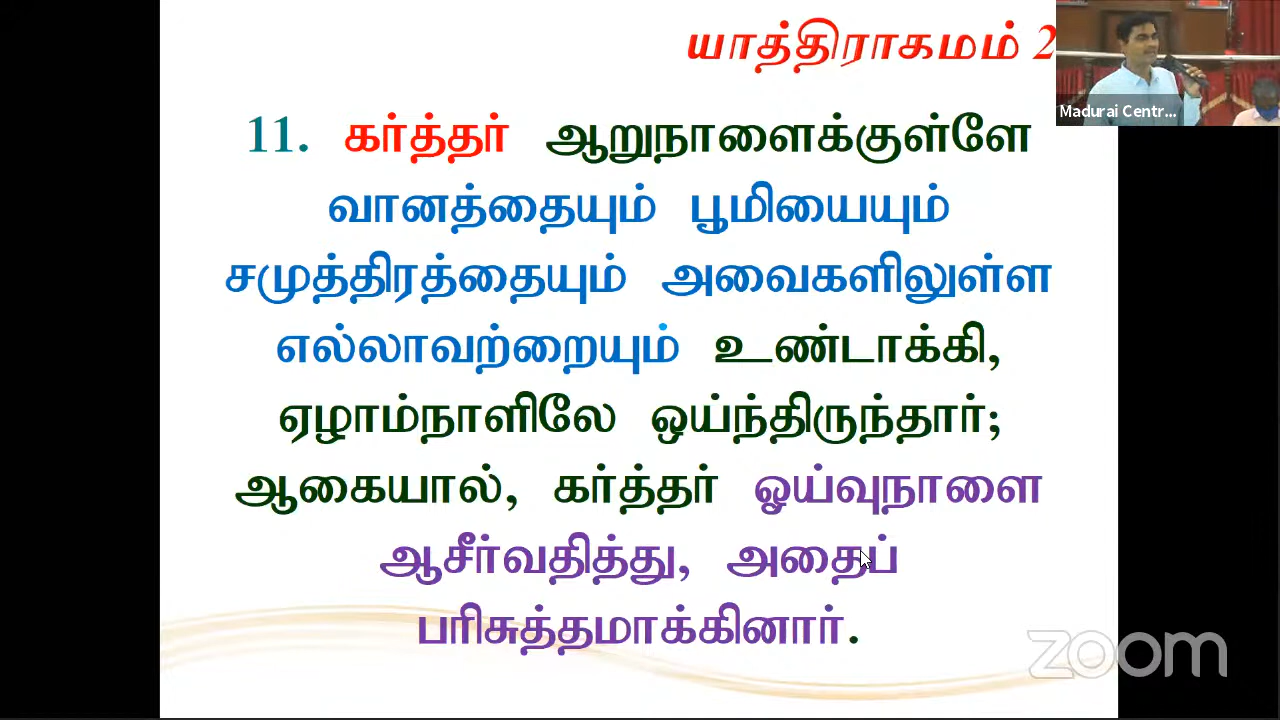 யாத்திராகமம் 2
Madurai Centr...
11. கர்த்தர் ஆறுநாளைக்குள்ளே
வானத்தையும் பூமியையும்
சமுத்திரத்தையும் அவைகளிலுள்ள
எல்லாவற்றையும் உண்டாக்கி,
ஏழாம்நாளிலே ஓய்ந்திருந்தார்;
ஆகையால், கர்த்தர் ஓய்வுநாளை
ஆசீர்வதித்து, அதைப்
பரிசுத்தமாக்கினார்.
zoom